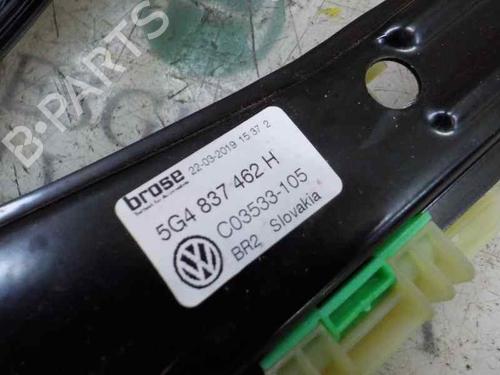 B-PARTS
brose
22-03-2019 15:37 2
5G4 837 462 H
C03533-105
BR2 Slovakia